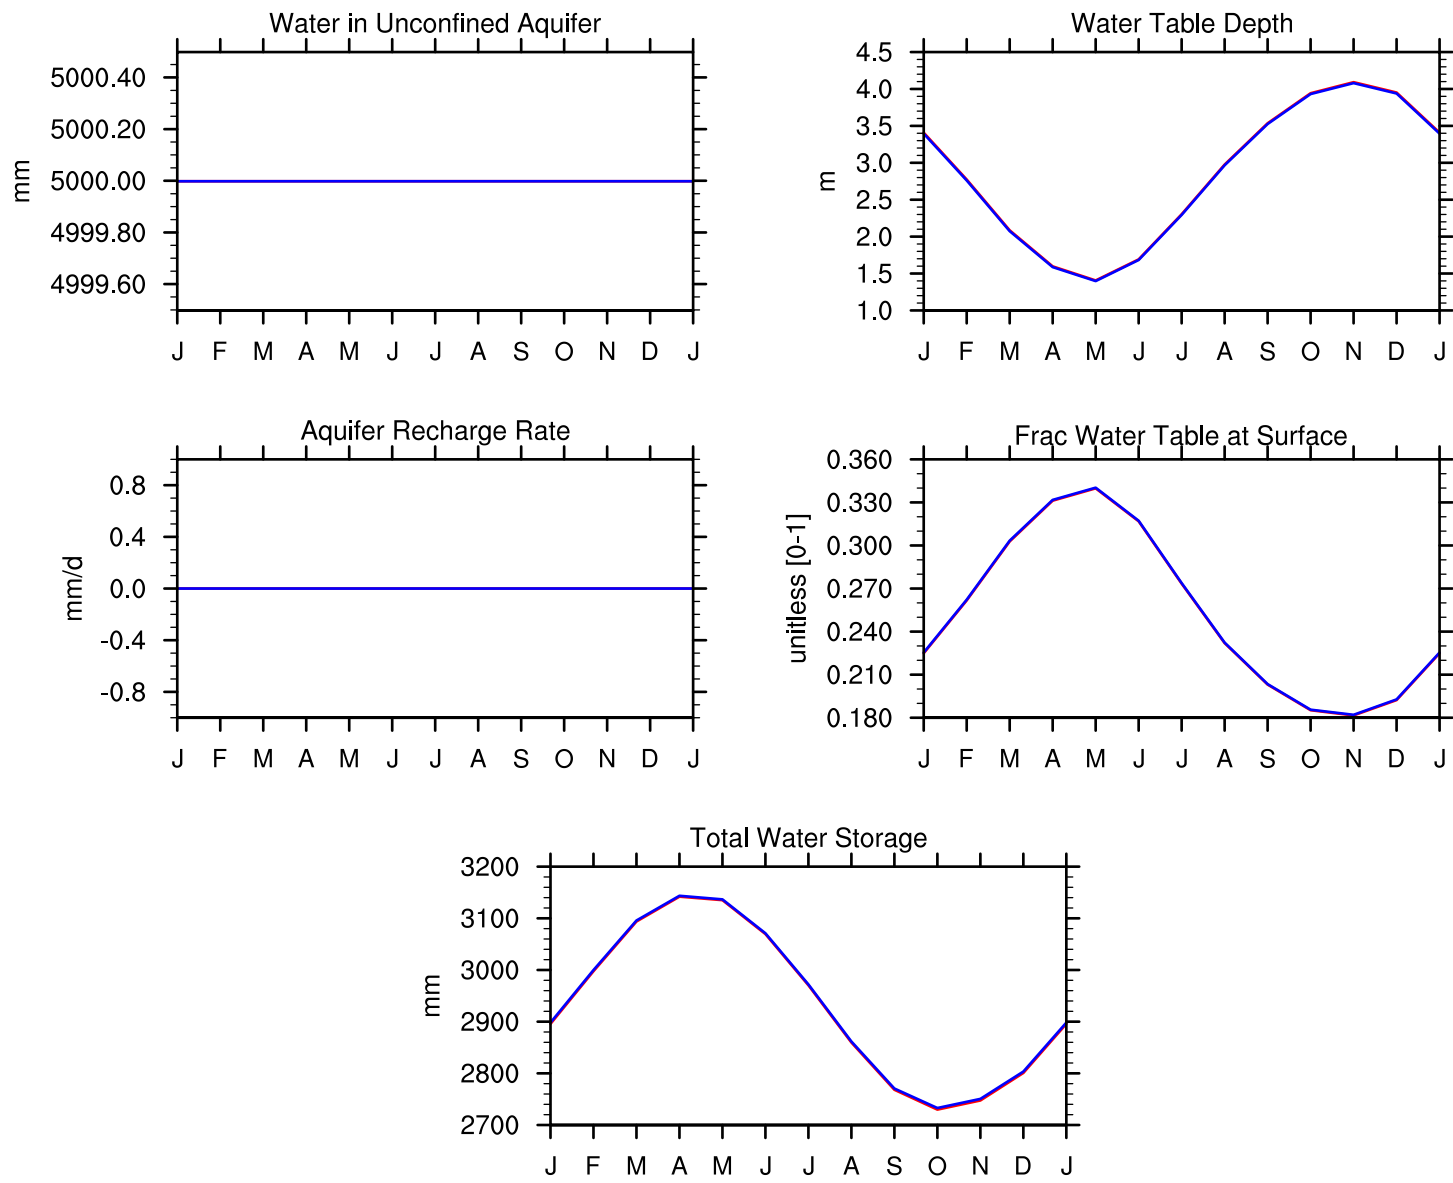 Water in Unconfined Aquifer
mm
5000.40
5000.20
5000.00
4999.80
4999.60
J F M A M J J A S O N D J
Water Table Depth
m
4.5
4.0
3.5
3.0
2.5
2.0
1.5
1.0
J F M A M J J A S O N D J
Aquifer Recharge Rate
mm/d
0.8
0.4
0.0
-0.4
-0.8
J F M A M J J A S O N D J
Frac Water Table at Surface
unitless [0-1]
0.360
0.330
0.300
0.270
0.240
0.210
0.180
J F M A M J J A S O N D J
Total Water Storage
mm
3200
3100
3000
2900
2800
2700
J F M A M J J A S O N D J